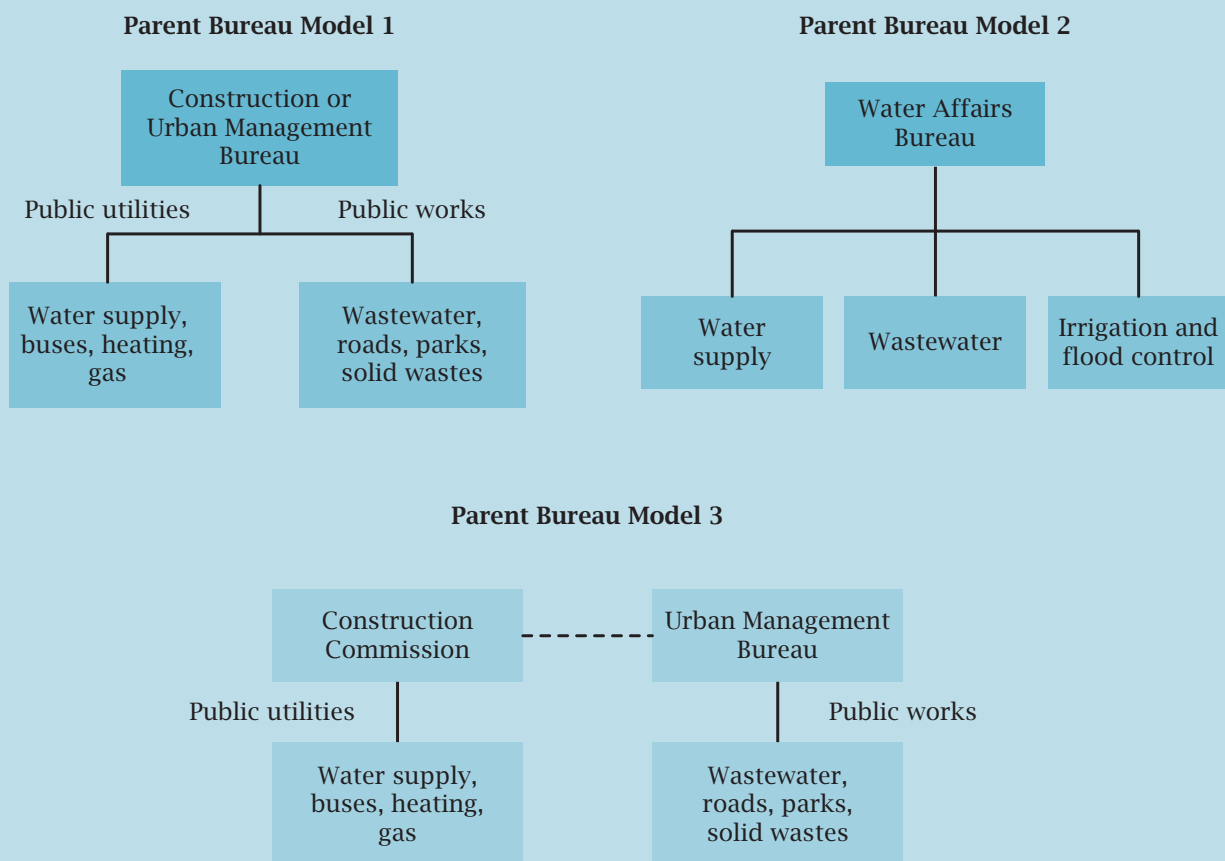 Parent Bureau Model 1
Construction or
Urban Management
Bureau
Public utilities
Public works
Water supply,
buses, heating,
gas
Wastewater,
roads, parks,
solid wastes
Parent Bureau Model 2
Water Affairs
Bureau
Water
supply
Wastewater
Irrigation and
flood control
Parent Bureau Model 3
Construction
Commission
Urban Management
Bureau
Public utilities
Public works
Water supply,
buses, heating,
gas
Wastewater,
roads, parks,
solid wastes